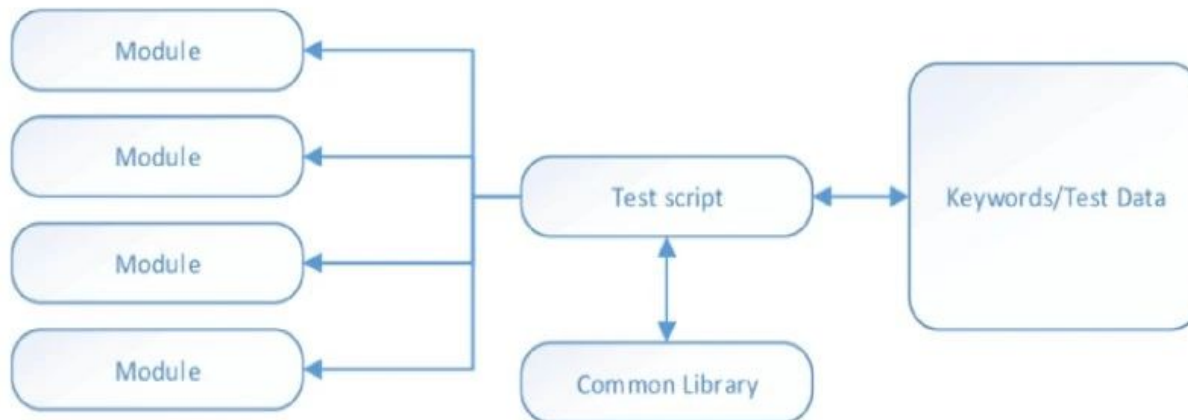 Module
Module
Test script
Keywords/Test Data
Module
Module
Common Library